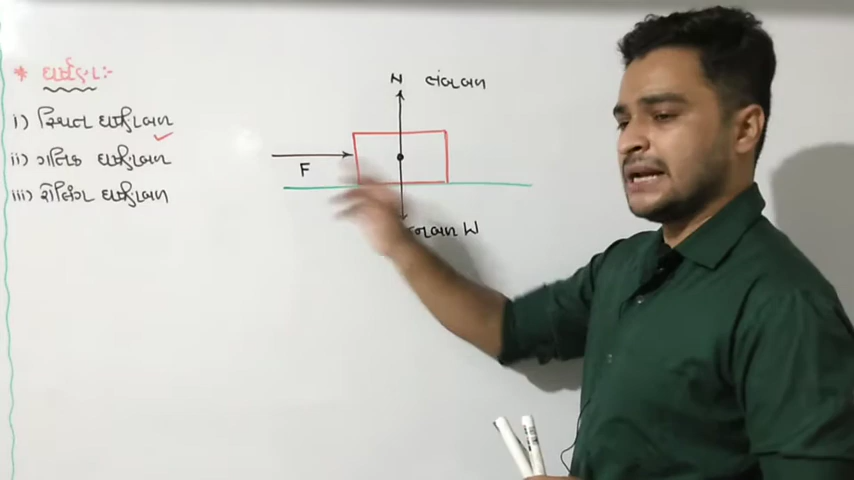 * ઘર્ષણ :-
i) સ્થિત ઘર્ષણબળ
ii) ગતિક ઘર્ષણબળ
iii) રોલિંગ ઘર્ષણબળ
N લંબબળ
F
W